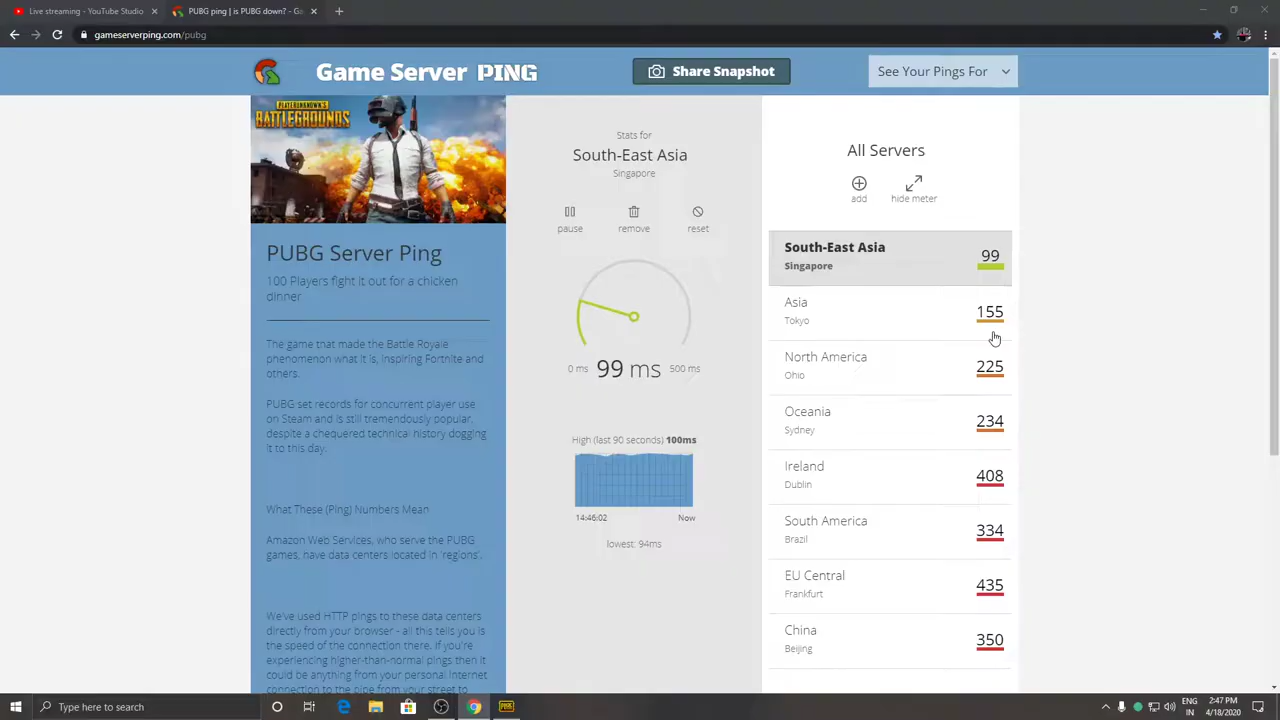 Live streaming - YouTube Studio
PUBG ping | is PUBG down? - G
gameserverping.com/pubg
Game Server PING
Share Snapshot
See Your Pings For
PLAYERUNKNOWN'S
BATTLEGROUNDS
PUBG Server Ping
100 Players fight it out for a chicken
dinner
The game that made the Battle Royale
phenomenon what it is, inspiring Fortnite and
others.
PUBG set records for concurrent player use
on Steam and is still tremendously popular,
despite a chequered technical history dogging
it to this day.
What These (Ping) Numbers Mean
Amazon Web Services, who serve the PUBG
games, have data centers located in 'regions'.
We've used HTTP pings to these data centers
directly from your browser - all this tells you is
the speed of the connection there. If you're
experiencing higher-than-normal pings then it
could be anything from your personal Internet
connection to the pipe from your street to
Stats for
South-East Asia
Singapore
pause remove reset
0 ms 99 ms 500 ms
High (last 90 seconds) 100ms
14:46:02 Now
lowest: 94ms
All Servers
add hide meter
South-East Asia
Singapore
99
Asia
Tokyo
155
North America
Ohio
225
Oceania
Sydney
234
Ireland
Dublin
408
South America
Brazil
334
EU Central
Frankfurt
435
China
Beijing
350
Type here to search
ENG
IN
2:47 PM
4/18/2020